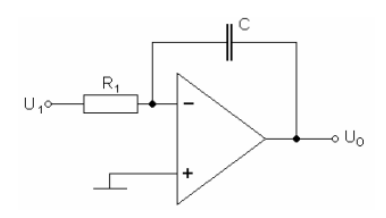 C
R₁
U₁
−
U₀
+